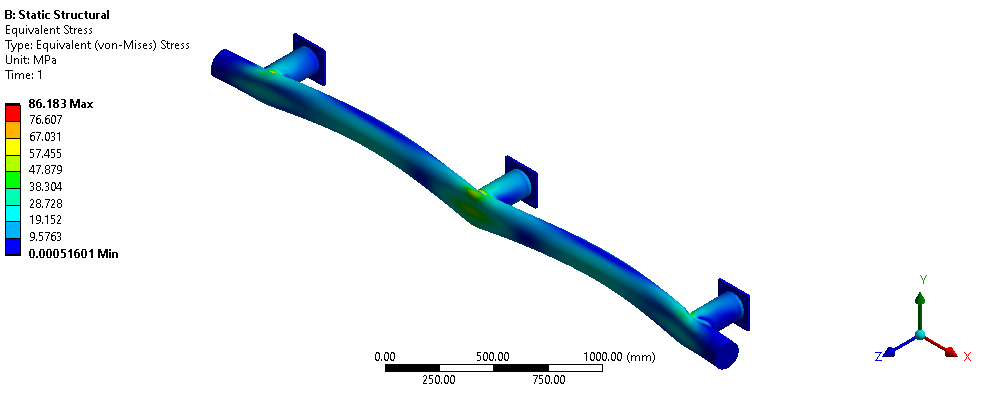 B: Static Structural
Equivalent Stress
Type: Equivalent (von-Mises) Stress
Unit: MPa
Time: 1
86.183 Max
76.607
67.031
57.455
47.879
38.304
28.728
19.152
9.5763
0.00051601 Min
0.00 500.00 1000.00 (mm)
250.00 750.00
Y
Z X